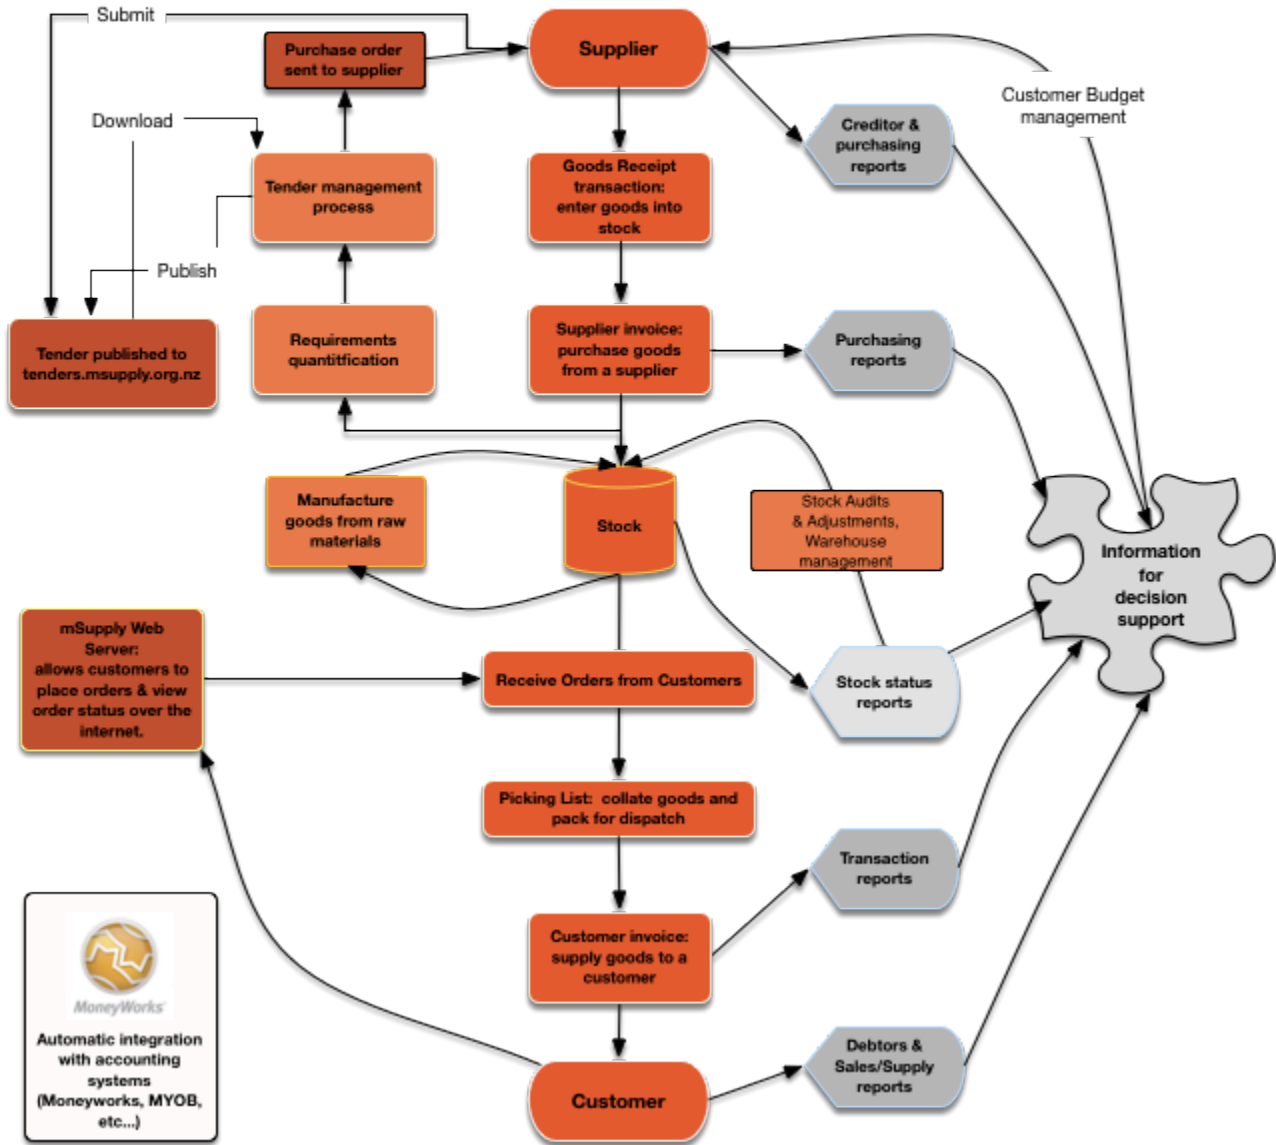 Submit
Purchase order
sent to supplier
Supplier
Customer Budget
management
Download
Creditor &
purchasing
reports
Tender management
process
Goods Receipt
transaction:
enter goods into
stock
Publish
Tender published to
tenders.msupply.org.nz
Requirements
quantitfication
Supplier invoice:
purchase goods
from a supplier
Purchasing
reports
Manufacture
goods from raw
materials
Stock
Stock Audits
& Adjustments,
Warehouse
management
Information
for
decision
support
mSupply Web
Server:
allows customers to
place orders & view
order status over the
internet.
Receive Orders from Customers
Stock status
reports
Picking List:  collate goods and
pack for dispatch
Transaction
reports
Customer invoice:
supply goods to a
customer
MoneyWorks
Automatic integration
with accounting
systems
(Moneyworks, MYOB,
etc...)
Debtors &
Sales/Supply
reports
Customer